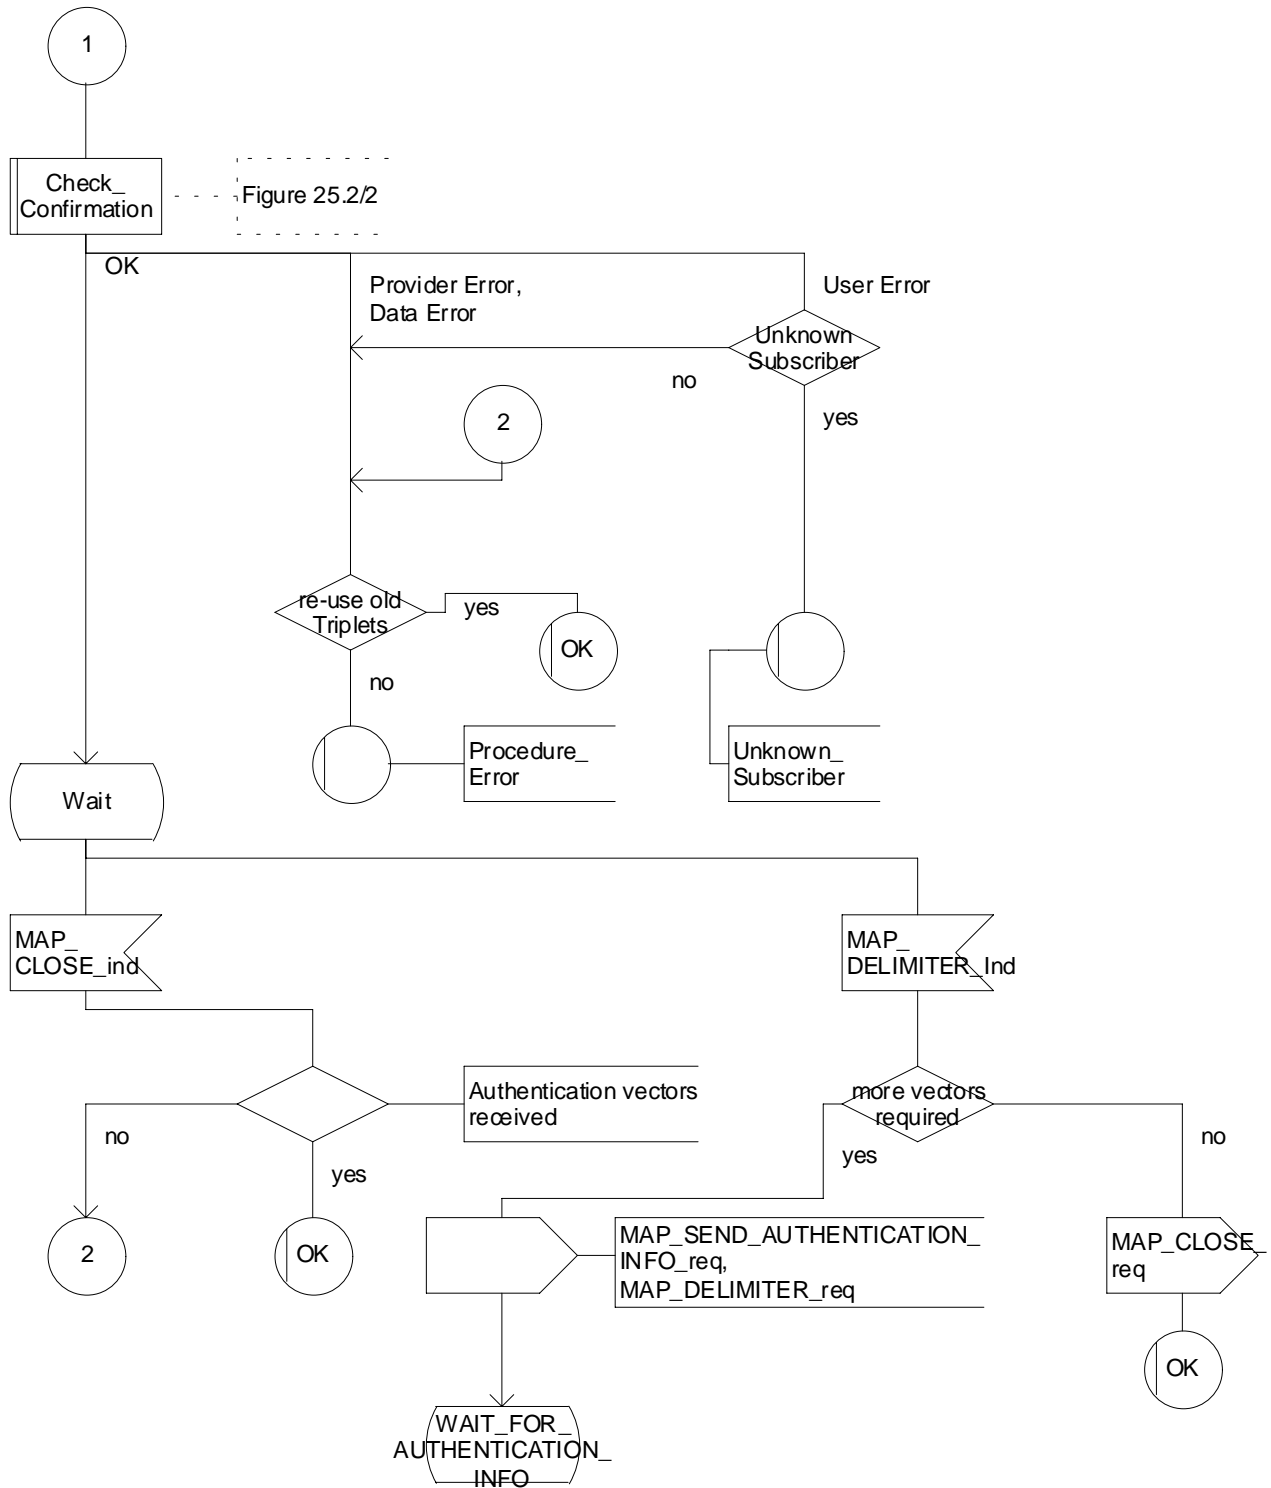 1
Check_
Confirmation
Figure 25.2/2
OK
Provider Error,
Data Error
User Error
Unknown
Subscriber
no
yes
2
re-use old
Triplets
yes
OK
no
Procedure_
Error
Unknown_
Subscriber
Wait
MAP_
CLOSE_ind
MAP_
DELIMITER_Ind
Authentication vectors
received
more vectors
required
no
yes
yes
no
2
OK
MAP_SEND_AUTHENTICATION_
INFO_req,
MAP_DELIMITER_req
MAP_CLOSE_
req
OK
WAIT_FOR_
AUTHENTICATION_
INFO